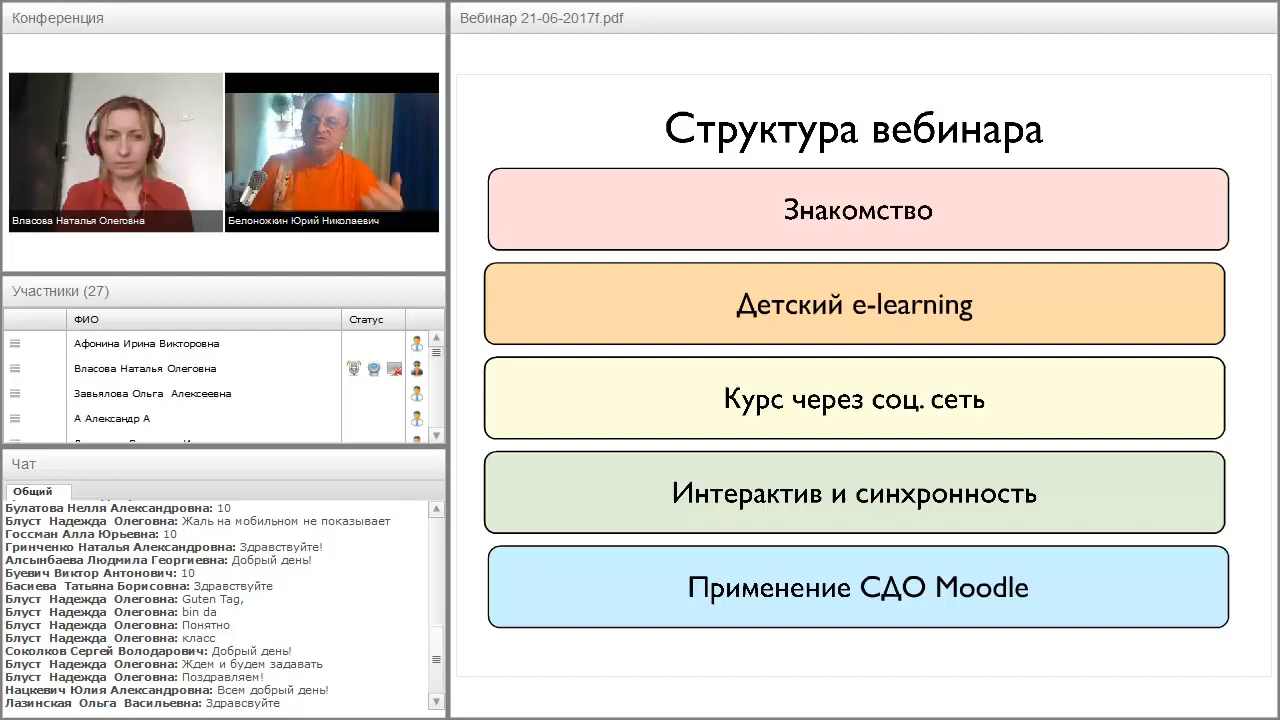 Конференция
Власова Наталья Олеговна
Белоножкин Юрий Николаевич
Участники (27)
ФИО
Статус
Афонина Ирина Викторовна
Власова Наталья Олеговна
Завьялова Ольга Алексеевна
А Александр А
Чат
Общий
Булатова Нелля Александровна: 10
Блуст Надежда Олеговна: Жаль на мобильном не показывает
Госсман Алла Юрьевна: 10
Гринченко Наталья Александровна: Здравствуйте!
Алсынбаева Людмила Георгиевна: Добрый день!
Буевич Виктор Антонович: 10
Басиева Татьяна Борисовна: Здравствуйте
Блуст Надежда Олеговна: Guten Tag,
Блуст Надежда Олеговна: bin da
Блуст Надежда Олеговна: Понятно
Блуст Надежда Олеговна: класс
Соколков Сергей Володарович: Добрый день!
Блуст Надежда Олеговна: Ждем и будем задавать
Блуст Надежда Олеговна: Поздравляем!
Нацкевич Юлия Александровна: Всем добрый день!
Лазинская Ольга Васильевна: Здравсвуйте
Вебинар 21-06-2017f.pdf
Структура вебинара
Знакомство
Детский e-learning
Курс через соц. сеть
Интерактив и синхронность
Применение СДО Moodle